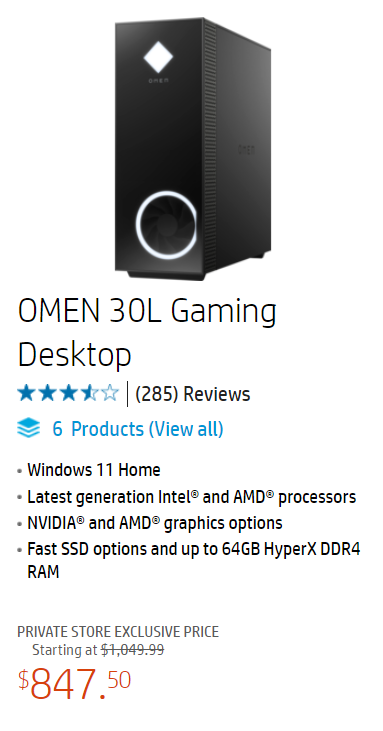 OMEN
OMEN
OMEN 30L Gaming
Desktop
(285) Reviews
6 Products (View all)
• Windows 11 Home
• Latest generation Intel® and AMD® processors
• NVIDIA® and AMD® graphics options
• Fast SSD options and up to 64GB HyperX DDR4
RAM
PRIVATE STORE EXCLUSIVE PRICE
Starting at $1,049.99
$847.50